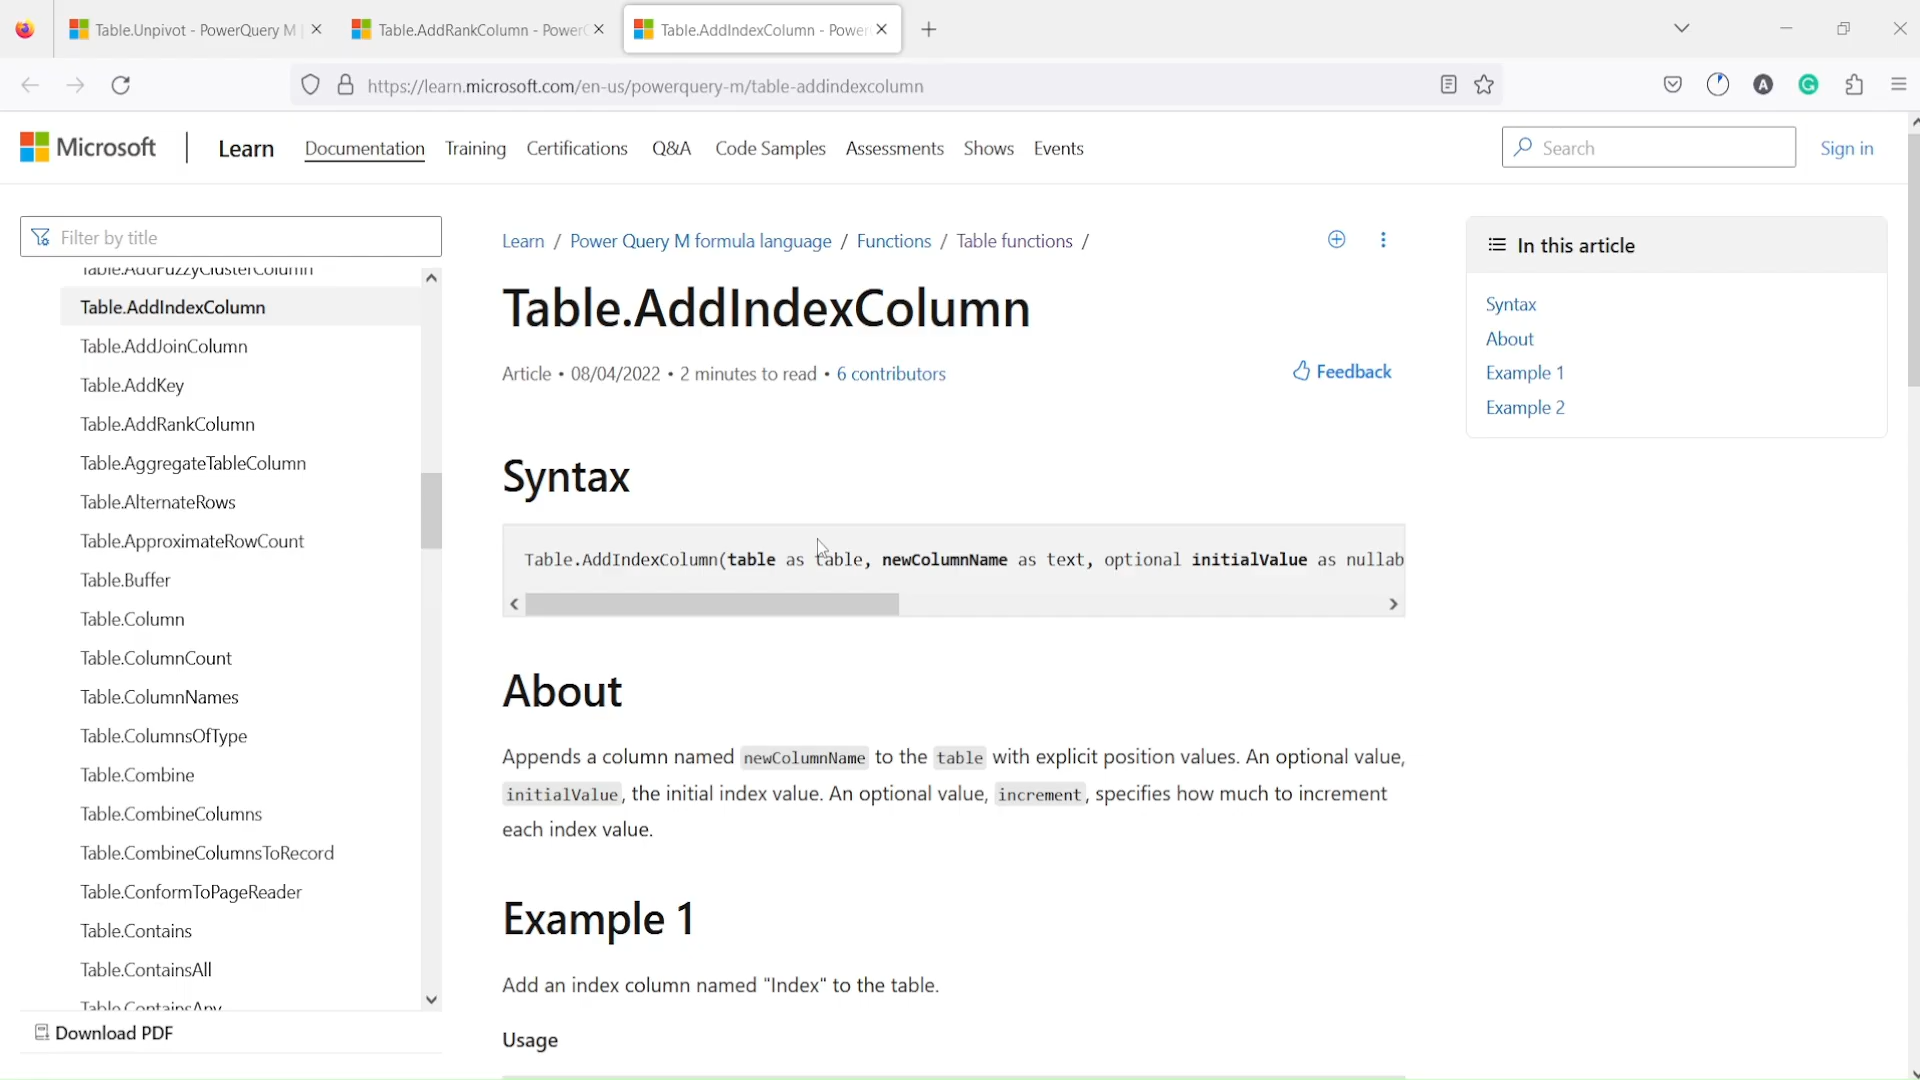 Table.Unpivot - PowerQuery M
Table.AddRankColumn - Power
Table.AddIndexColumn - Power
https://learn.microsoft.com/en-us/powerquery-m/table-addindexcolumn
Microsoft
Learn
Documentation
Training
Certifications
Q&A
Code Samples
Assessments
Shows
Events
Search
Sign in
Filter by title
Table.AddFuzzyClusterColumn
Table.AddIndexColumn
Table.AddJoinColumn
Table.AddKey
Table.AddRankColumn
Table.AggregateTableColumn
Table.AlternateRows
Table.ApproximateRowCount
Table.Buffer
Table.Column
Table.ColumnCount
Table.ColumnNames
Table.ColumnsOfType
Table.Combine
Table.CombineColumns
Table.CombineColumnsToRecord
Table.ConformToPageReader
Table.Contains
Table.ContainsAll
Table.ContainsAny
Download PDF
Learn / Power Query M formula language / Functions / Table functions /
Table.AddIndexColumn
Article • 08/04/2022 • 2 minutes to read • 6 contributors
Feedback
Syntax
Table.AddIndexColumn(table as table, newColumnName as text, optional initialValue as nullab
About
Appends a column named newColumnName to the table with explicit position values. An optional value,
initialValue, the initial index value. An optional value, increment, specifies how much to increment
each index value.
Example 1
Add an index column named "Index" to the table.
Usage
In this article
Syntax
About
Example 1
Example 2